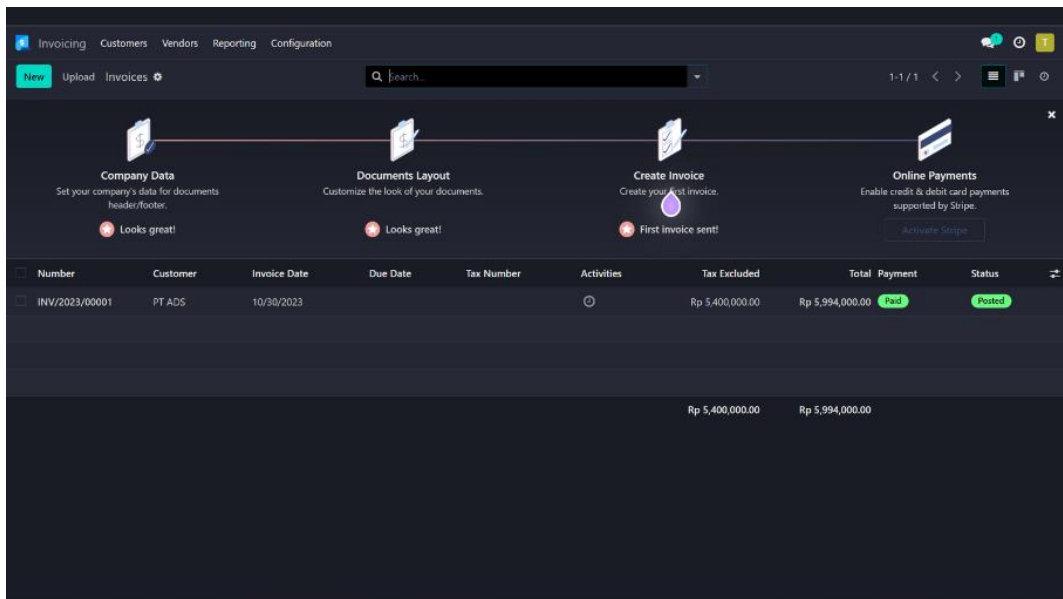 Invoicing Customers Vendors Reporting Configuration 1 T
New Upload Invoices Search... 1-1 / 1
Company Data Documents Layout Create Invoice Online Payments
Set your company's data for documents Customize the look of your documents. Create your first invoice. Enable credit & debit card payments
header/footer. supported by Stripe.
Looks great! Looks great! First invoice sent! Activate Stripe
Number Customer Invoice Date Due Date Tax Number Activities Tax Excluded Total Payment Status
INV/2023/00001 PT ADS 10/30/2023 Rp 5,400,000.00 Rp 5,994,000.00 Paid Posted
Rp 5,400,000.00 Rp 5,994,000.00